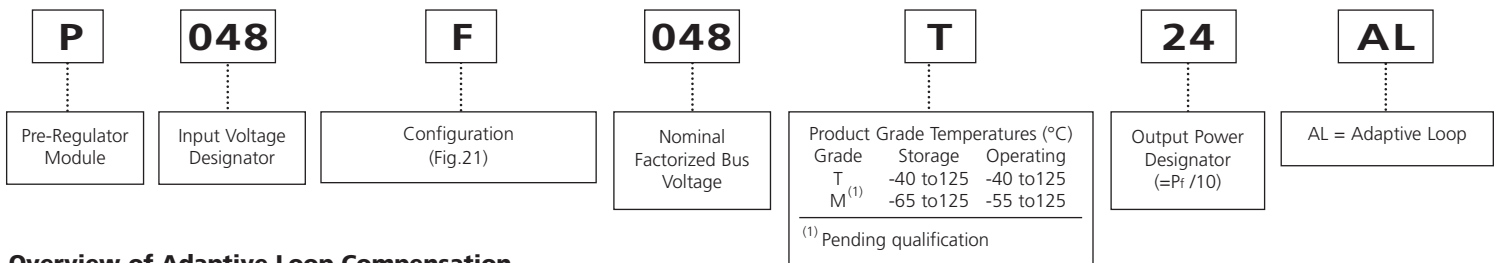 P 048 F 048 T 24 AL
Pre-Regulator
Module
Input Voltage
Designator
Configuration
(Fig.21)
Nominal
Factorized Bus
Voltage
Product Grade Temperatures (°C)
Grade Storage Operating
T -40 to125 -40 to125
M(1) -65 to125 -55 to125
(1) Pending qualification
Output Power
Designator
(=Pf /10)
AL = Adaptive Loop
Overview of Adaptive Loop Compensation